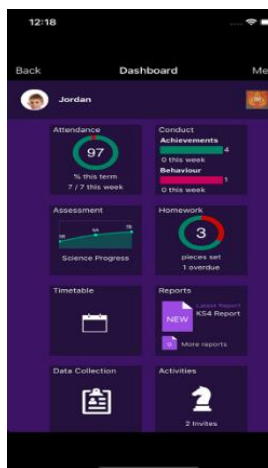 12:18
Back Dashboard Me
Jordan
Attendance
97
% this term
7 / 7 this week
Conduct
Achievements
4
0 this week
Behaviour
1
0 this week
Assessment
Science Progress
Homework
3
pieces set
1 overdue
Timetable
Reports
NEW
Latest Report
KS4 Report
More reports
Data Collection
Activities
2 Invites